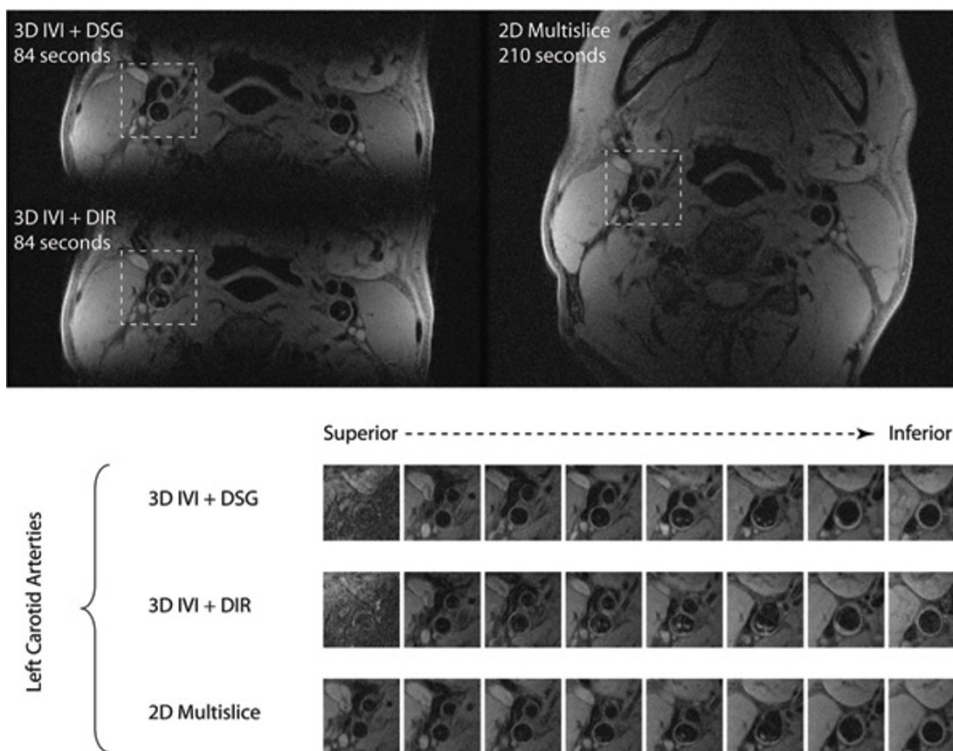 3D IVI + DSG
84 seconds
2D Multislice
210 seconds
3D IVI + DIR
84 seconds
Superior
Inferior
Left Carotid Arterties
3D IVI + DSG
3D IVI + DIR
2D Multislice